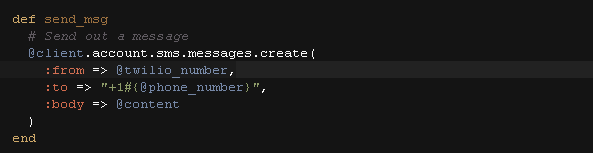 def send_msg
  # Send out a message
  @client.account.sms.messages.create(
    :from => @twilio_number,
    :to => "+1#{@phone_number}",
    :body => @content
  )
end